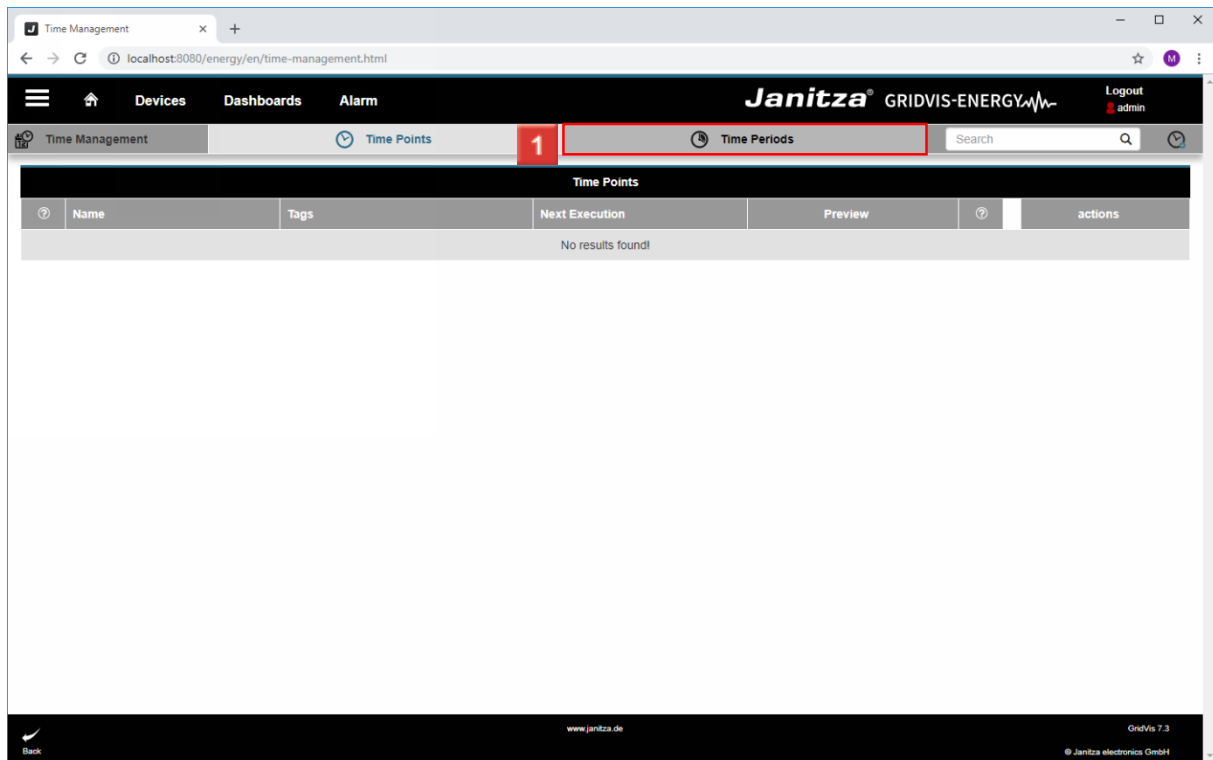 Time Management
localhost:8080/energy/en/time-management.html
M
Devices Dashboards Alarm Janitza® GRIDVIS-ENERGY Logout
admin
Time Management Time Points 1 Time Periods Search
Time Points
? Name Tags Next Execution Preview ? actions
No results found!
www.janitza.de GridVis 7.3
Back © Janitza electronics GmbH